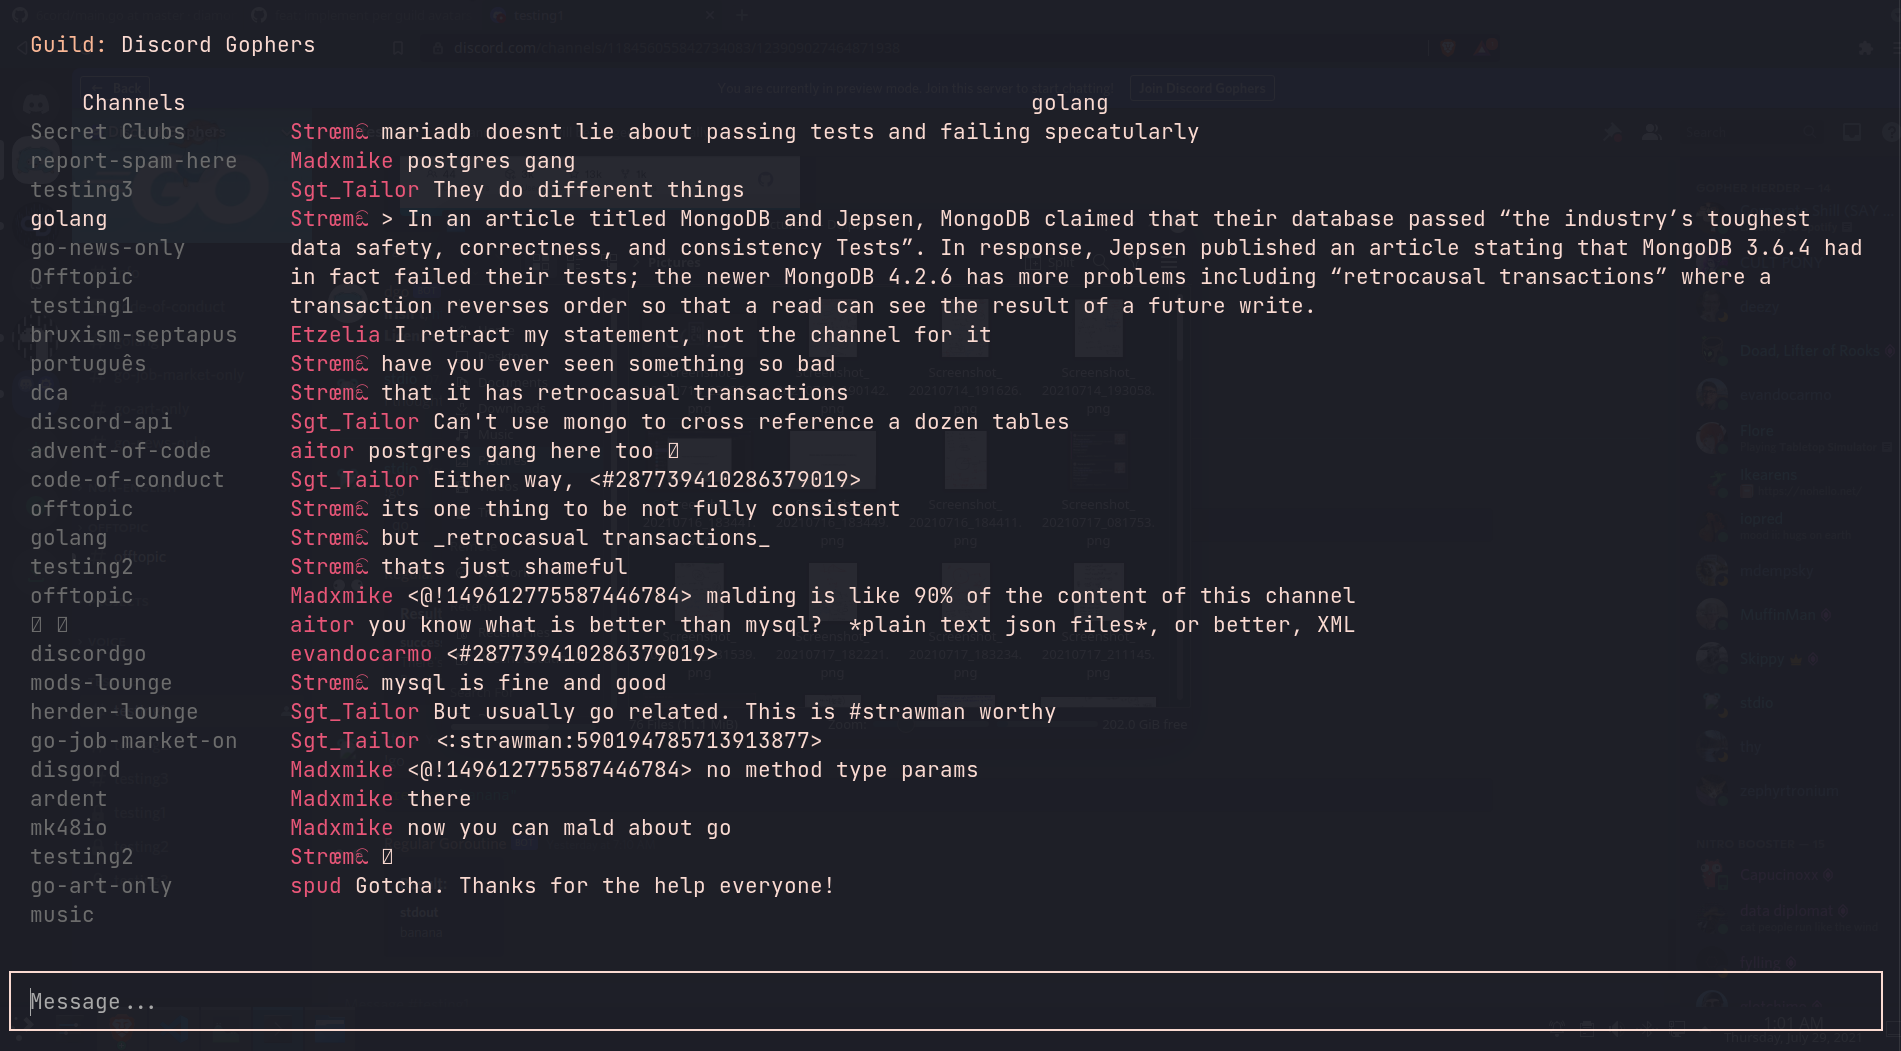 Guild: Discord Gophers
Channels
golang
Secret Clubs
report-spam-here
testing3
golang
go-news-only
Offtopic
testing1
bruxism-septapus
português
dca
discord-api
advent-of-code
code-of-conduct
offtopic
golang
testing2
offtopic
discordgo
mods-lounge
herder-lounge
go-job-market-on
disgord
ardent
mk48io
testing2
go-art-only
music
Strœm mariadb doesnt lie about passing tests and failing specatularly
Madxmike postgres gang
Sgt_Tailor They do different things
Strœm > In an article titled MongoDB and Jepsen, MongoDB claimed that their database passed “the industry’s toughest
data safety, correctness, and consistency Tests”. In response, Jepsen published an article stating that MongoDB 3.6.4 had
in fact failed their tests; the newer MongoDB 4.2.6 has more problems including “retrocausal transactions” where a
transaction reverses order so that a read can see the result of a future write.
Etzelia I retract my statement, not the channel for it
Strœm have you ever seen something so bad
Strœm that it has retrocasual transactions
Sgt_Tailor Can't use mongo to cross reference a dozen tables
aitor postgres gang here too
Sgt_Tailor Either way, <#287739410286379019>
Strœm its one thing to be not fully consistent
Strœm but _retrocasual transactions_
Strœm thats just shameful
Madxmike <@!149612775587446784> malding is like 90% of the content of this channel
aitor you know what is better than mysql?  *plain text json files*, or better, XML
evandocarmo <#287739410286379019>
Strœm mysql is fine and good
Sgt_Tailor But usually go related. This is #strawman worthy
Sgt_Tailor <:strawman:590194785713913877>
Madxmike <@!149612775587446784> no method type params
Madxmike there
Madxmike now you can mald about go
Strœm
spud Gotcha. Thanks for the help everyone!
Message...